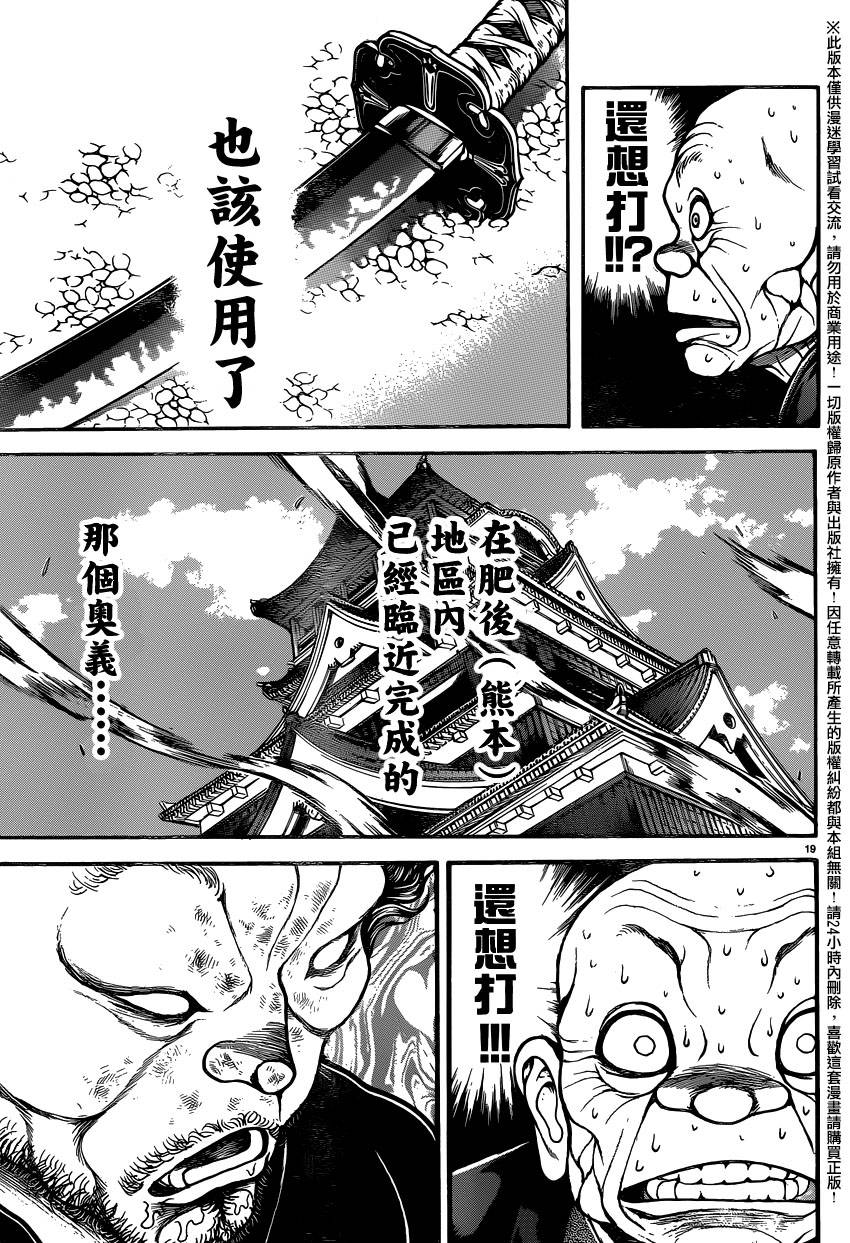 還想打!!?
也該使用了
在肥後（熊本）
地區內
已經臨近完成的
那個奧義……
19
還想打!!!
※此版本僅供漫迷學習試看交流，請勿用於商業用途！一切版權歸原作者與出版社擁有！因任意轉載所產生的版權糾紛都與本組無關！請24小時內刪除，喜歡這套漫畫請購買正版！